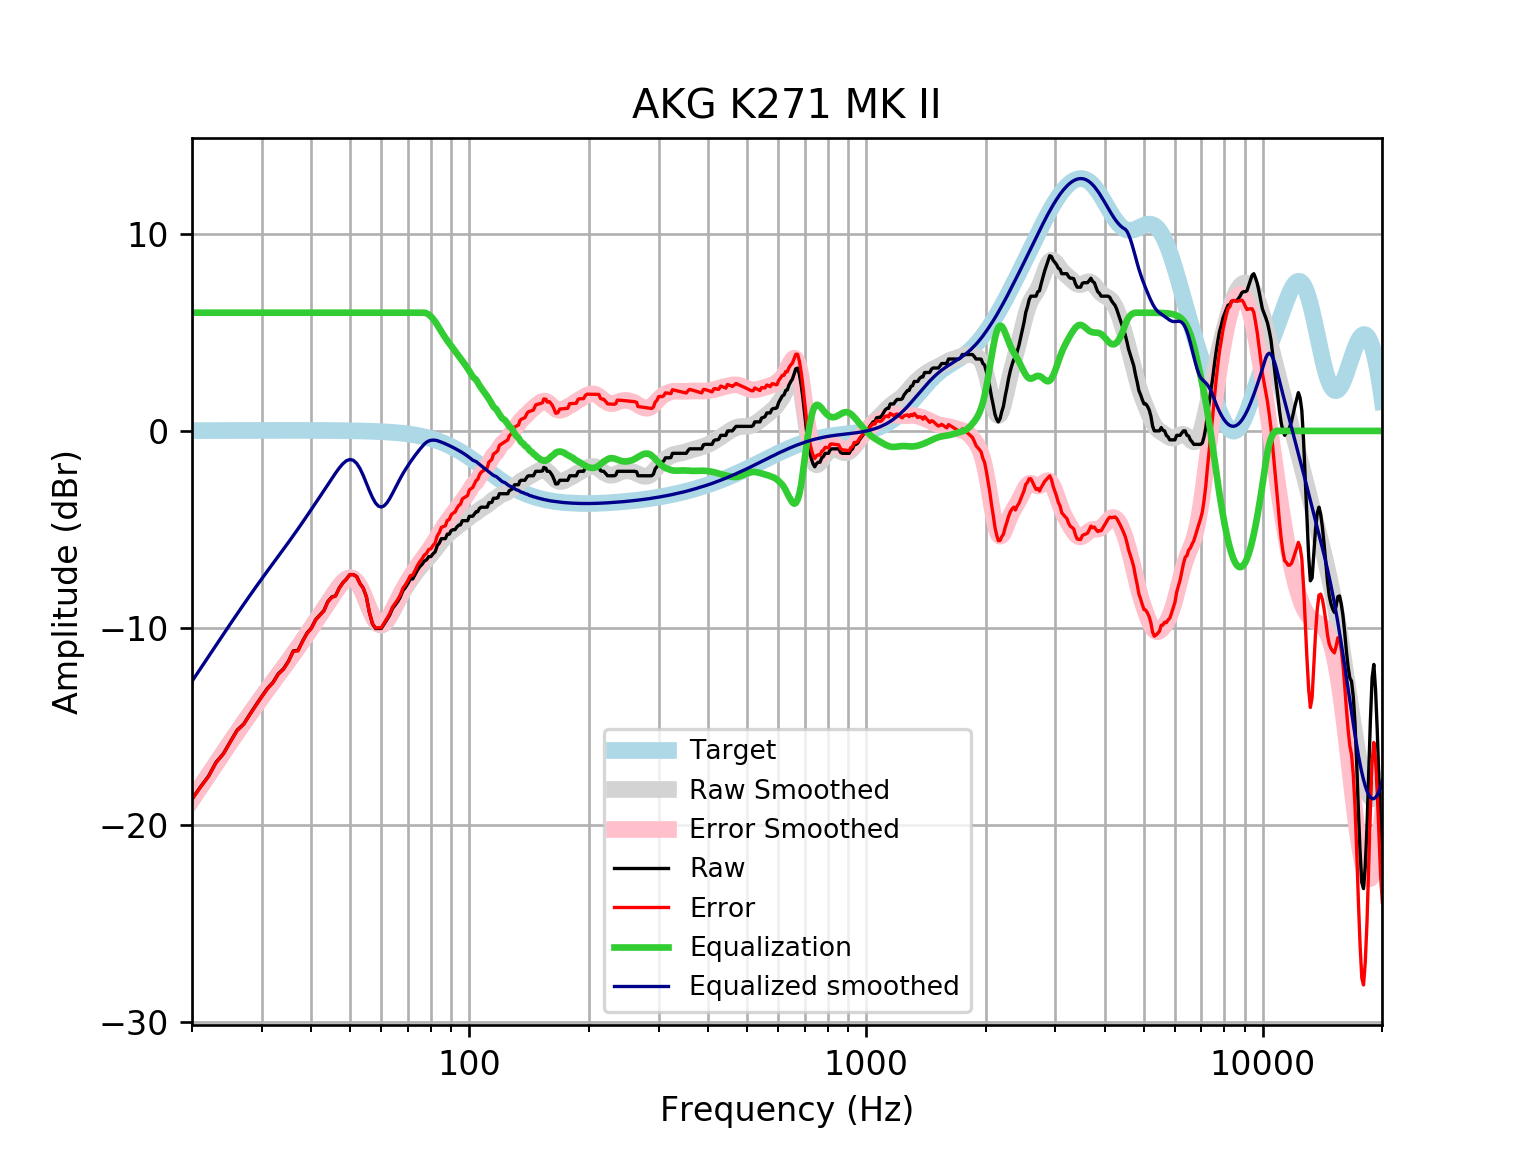 AKG K271 MK II
Amplitude (dBr)
10
0
−10
−20
−30
Target
Raw Smoothed
Error Smoothed
Raw
Error
Equalization
Equalized smoothed
100
1000
10000
Frequency (Hz)